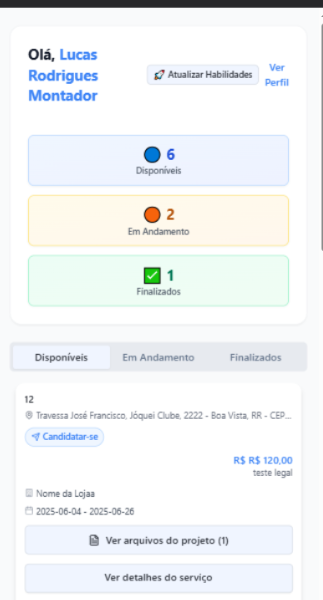 Olá, Lucas
Rodrigues
Montador
Atualizar Habilidades
Ver
Perfil
6
Disponíveis
2
Em Andamento
1
Finalizados
Disponíveis Em Andamento Finalizados
12
Travessa José Francisco, Jóquei Clube, 2222 - Boa Vista, RR - CEP...
Candidatar-se
R$ R$ 120,00
teste legal
Nome da Lojaa
2025-06-04 - 2025-06-26
Ver arquivos do projeto (1)
Ver detalhes do serviço